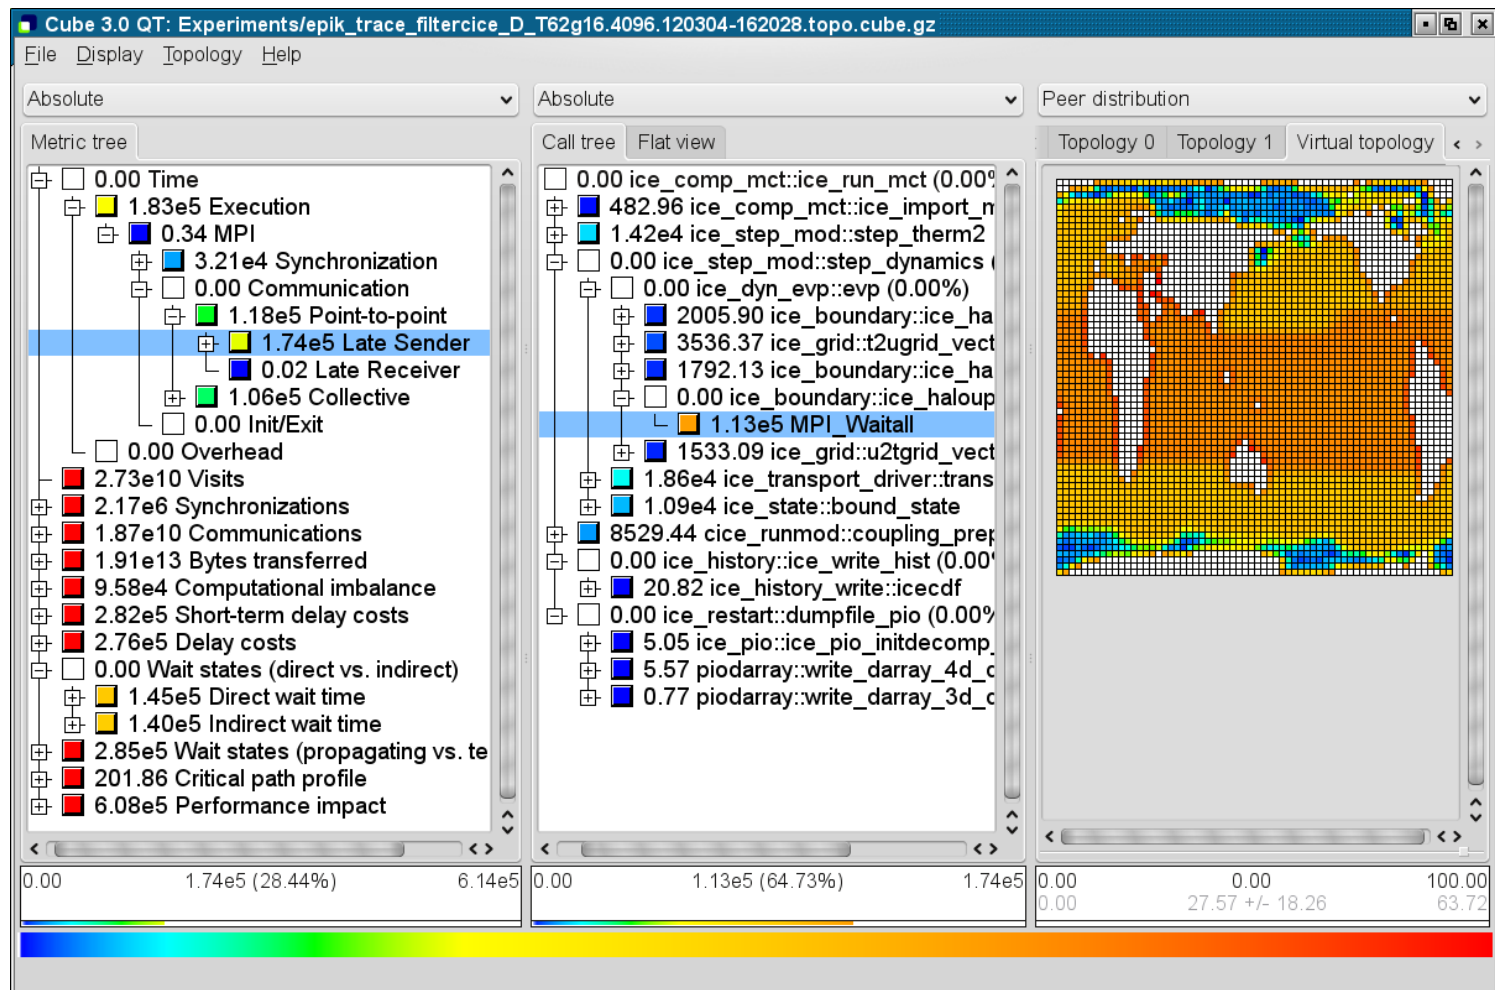 Cube 3.0 QT: Experiments/epik_trace_filtercice_D_T62g16.4096.120304-162028.topo.cube.gz
File Display Topology Help
Absolute
Metric tree
0.00 Time
1.83e5 Execution
0.34 MPI
3.21e4 Synchronization
0.00 Communication
1.18e5 Point-to-point
1.74e5 Late Sender
0.02 Late Receiver
1.06e5 Collective
0.00 Init/Exit
0.00 Overhead
2.73e10 Visits
2.17e6 Synchronizations
1.87e10 Communications
1.91e13 Bytes transferred
9.58e4 Computational imbalance
2.82e5 Short-term delay costs
2.76e5 Delay costs
0.00 Wait states (direct vs. indirect)
1.45e5 Direct wait time
1.40e5 Indirect wait time
2.85e5 Wait states (propagating vs. te
201.86 Critical path profile
6.08e5 Performance impact
0.00 1.74e5 (28.44%) 6.14e5
Absolute
Call tree Flat view
0.00 ice_comp_mct::ice_run_mct (0.00%
482.96 ice_comp_mct::ice_import_m
1.42e4 ice_step_mod::step_therm2
0.00 ice_step_mod::step_dynamics (
0.00 ice_dyn_evp::evp (0.00%)
2005.90 ice_boundary::ice_ha
3536.37 ice_grid::t2ugrid_vect
1792.13 ice_boundary::ice_ha
0.00 ice_boundary::ice_haloup
1.13e5 MPI_Waitall
1533.09 ice_grid::u2tgrid_vect
1.86e4 ice_transport_driver::trans
1.09e4 ice_state::bound_state
8529.44 cice_runmod::coupling_prep
0.00 ice_history::ice_write_hist (0.00%
20.82 ice_history_write::icecdf
0.00 ice_restart::dumpfile_pio (0.00%
5.05 ice_pio::ice_pio_initdecomp_
5.57 piodarray::write_darray_4d_d
0.77 piodarray::write_darray_3d_d
0.00 1.13e5 (64.73%) 1.74e5
Peer distribution
Topology 0 Topology 1 Virtual topology
0.00 0.00 100.00
0.00 27.57 +/- 18.26 63.72